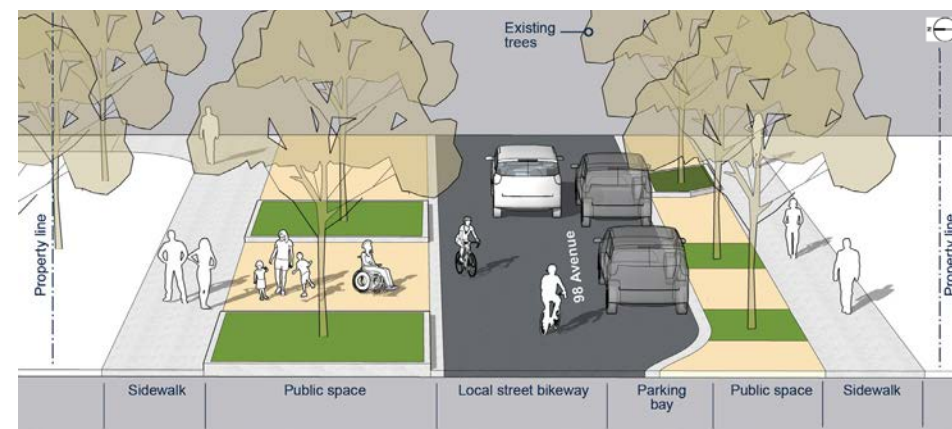 Existing
trees
Property line
98 Avenue
Property line
Sidewalk
Public space
Local street bikeway
Parking
bay
Public space
Sidewalk